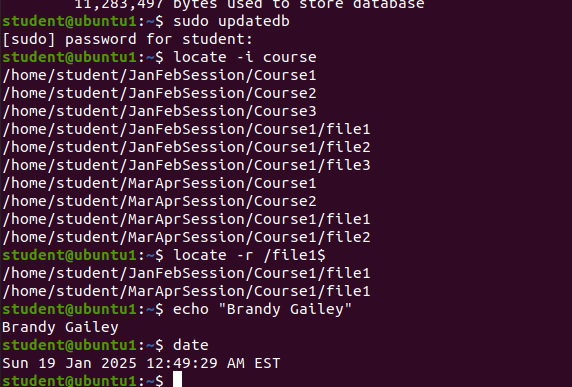 11,283,497 bytes used to store database
student@ubuntu1:~$ sudo updatedb
[sudo] password for student:
student@ubuntu1:~$ locate -i course
/home/student/JanFebSession/Course1
/home/student/JanFebSession/Course2
/home/student/JanFebSession/Course3
/home/student/JanFebSession/Course1/file1
/home/student/JanFebSession/Course1/file2
/home/student/JanFebSession/Course1/file3
/home/student/MarAprSession/Course1
/home/student/MarAprSession/Course2
/home/student/MarAprSession/Course1/file1
/home/student/MarAprSession/Course1/file2
student@ubuntu1:~$ locate -r /file1$
/home/student/JanFebSession/Course1/file1
/home/student/MarAprSession/Course1/file1
student@ubuntu1:~$ echo "Brandy Gailey"
Brandy Gailey
student@ubuntu1:~$ date
Sun 19 Jan 2025 12:49:29 AM EST
student@ubuntu1:~$